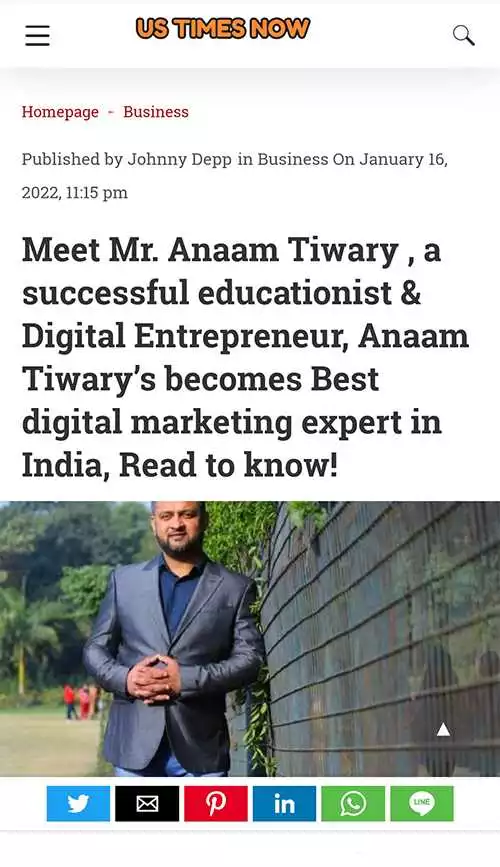 US TIMES NOW
Homepage - Business
Published by Johnny Depp in Business On January 16,
2022, 11:15 pm
Meet Mr. Anaam Tiwary , a
successful educationist &
Digital Entrepreneur, Anaam
Tiwary’s becomes Best
digital marketing expert in
India, Read to know!
LINE